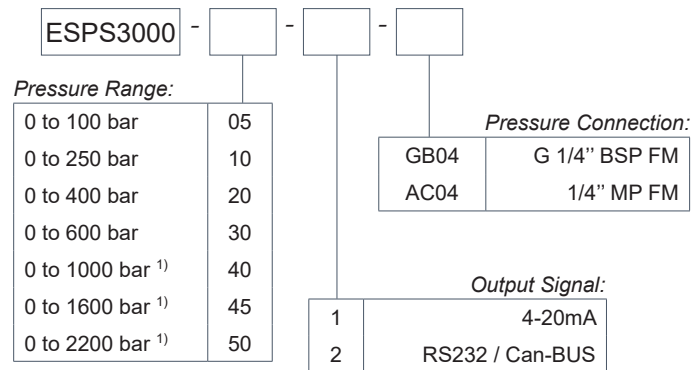 ESPS3000 - - -
Pressure Range:
0 to 100 bar 05
0 to 250 bar 10
0 to 400 bar 20
0 to 600 bar 30
0 to 1000 bar 1) 40
0 to 1600 bar 1) 45
0 to 2200 bar 1) 50
Pressure Connection:
GB04 G 1/4’’ BSP FM
AC04 1/4’’ MP FM
Output Signal:
1 4-20mA
2 RS232 / Can-BUS